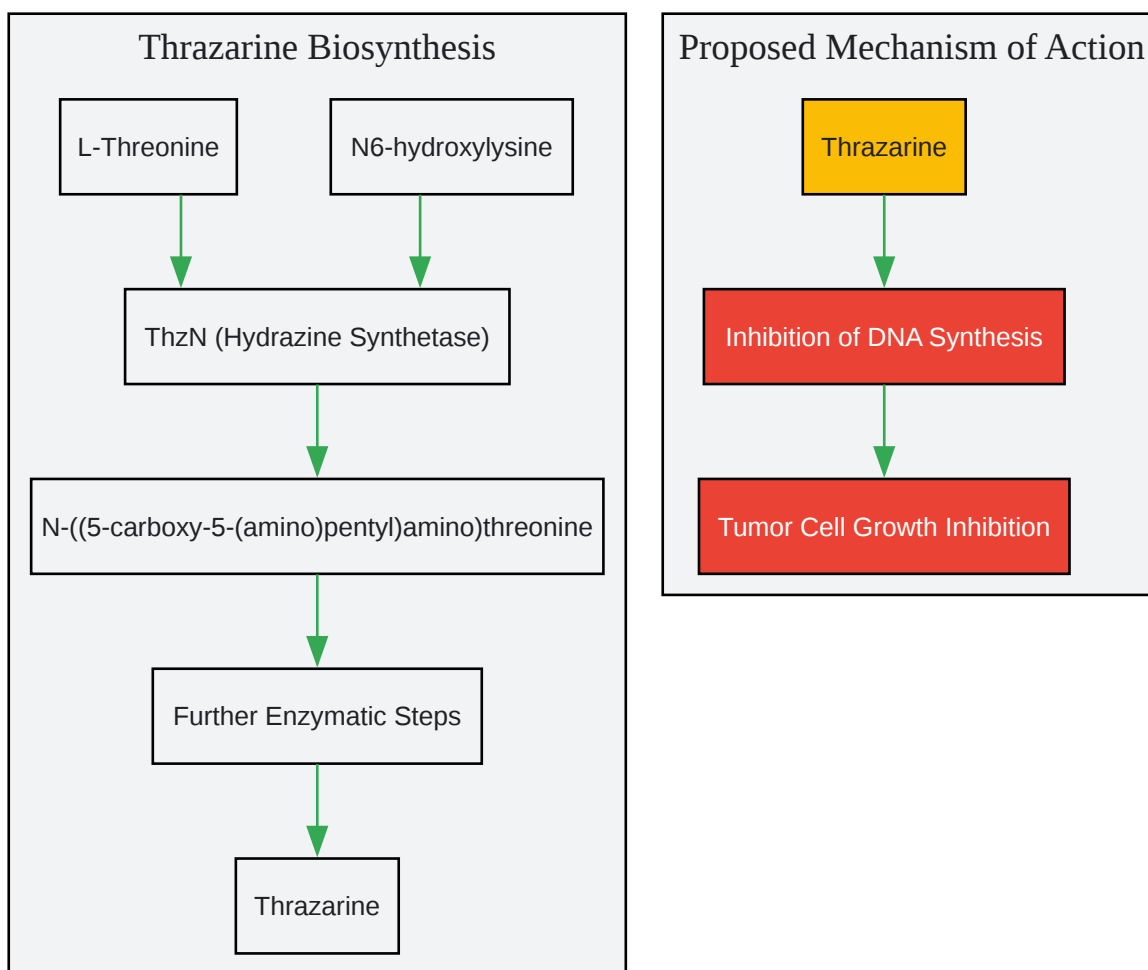 Thrazarine Biosynthesis
L-Threonine
N6-hydroxylysine
ThzN (Hydrazine Synthetase)
N-((5-carboxy-5-(amino)pentyl)amino)threonine
Further Enzymatic Steps
Thrazarine
Proposed Mechanism of Action
Thrazarine
Inhibition of DNA Synthesis
Tumor Cell Growth Inhibition